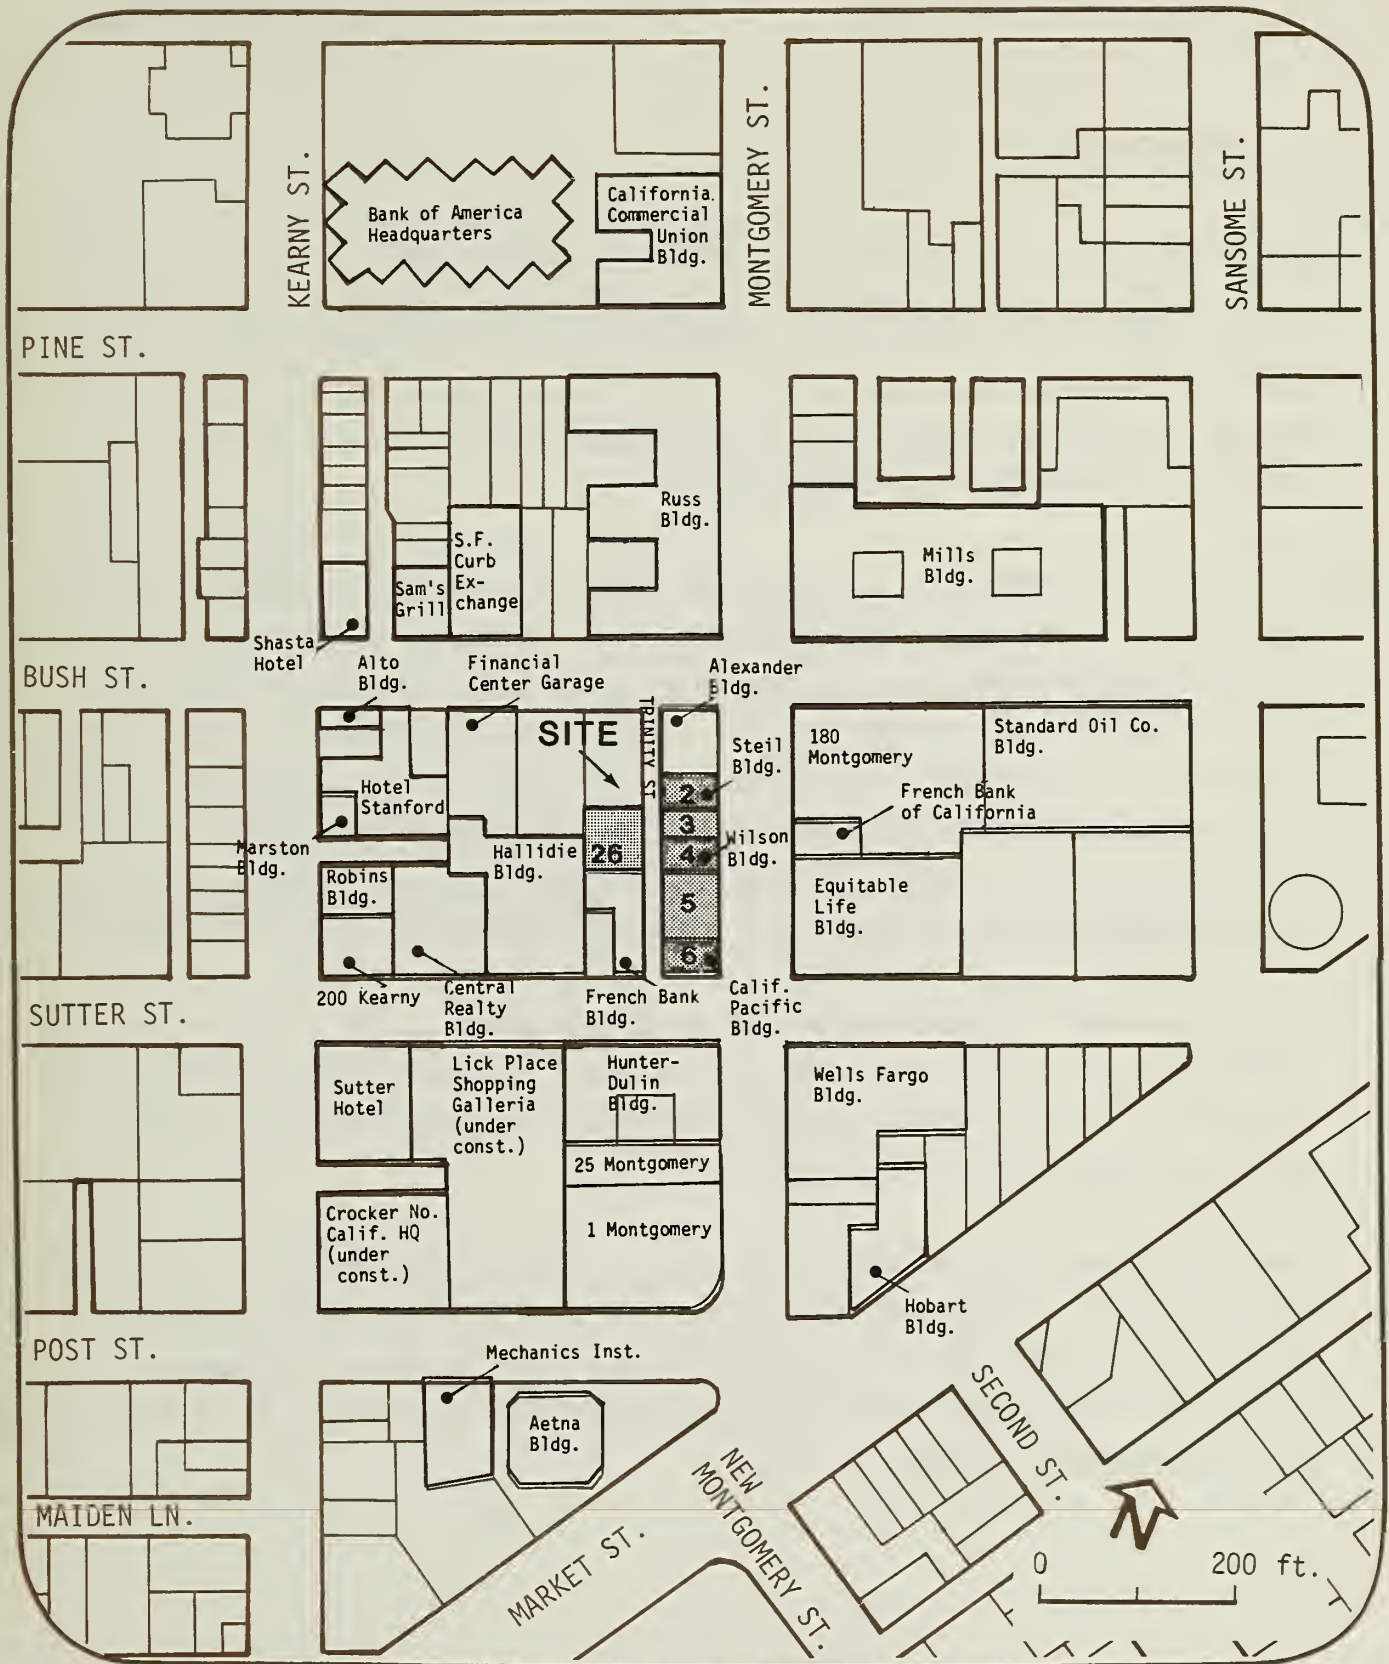 KEARNY ST.
MONTGOMERY ST.
SANSOME ST.
Bank of America
Headquarters
California
Commercial
Union
Bldg.
PINE ST.
Russ
Bldg.
S.F.
Curb
Ex-
change
Sam's
Grill
Mills
Bldg.
Shasta
Hotel
BUSH ST.
Alto
Bldg.
Financial
Center Garage
Alexander
Bldg.
TRINITY ST
SITE
Steil
Bldg.
180
Montgomery
Standard Oil Co.
Bldg.
French Bank
of California
Hotel
Stanford
2
3
4
5
6
26
Wilson
Bldg.
Marston
Bldg.
Hallidie
Bldg.
Robins
Bldg.
Equitable
Life
Bldg.
200 Kearny
Central
Realty
Bldg.
French Bank
Bldg.
Calif.
Pacific
Bldg.
SUTTER ST.
Sutter
Hotel
Lick Place
Shopping
Galleria
(under
const.)
Hunter-
Dulin
Bldg.
Wells Fargo
Bldg.
25 Montgomery
Crocker No.
Calif. HQ
(under
const.)
1 Montgomery
Hobart
Bldg.
POST ST.
Mechanics Inst.
Aetna
Bldg.
SECOND ST.
NEW
MONTGOMERY ST.
MAIDEN LN.
MARKET ST.
N
0 200 ft.